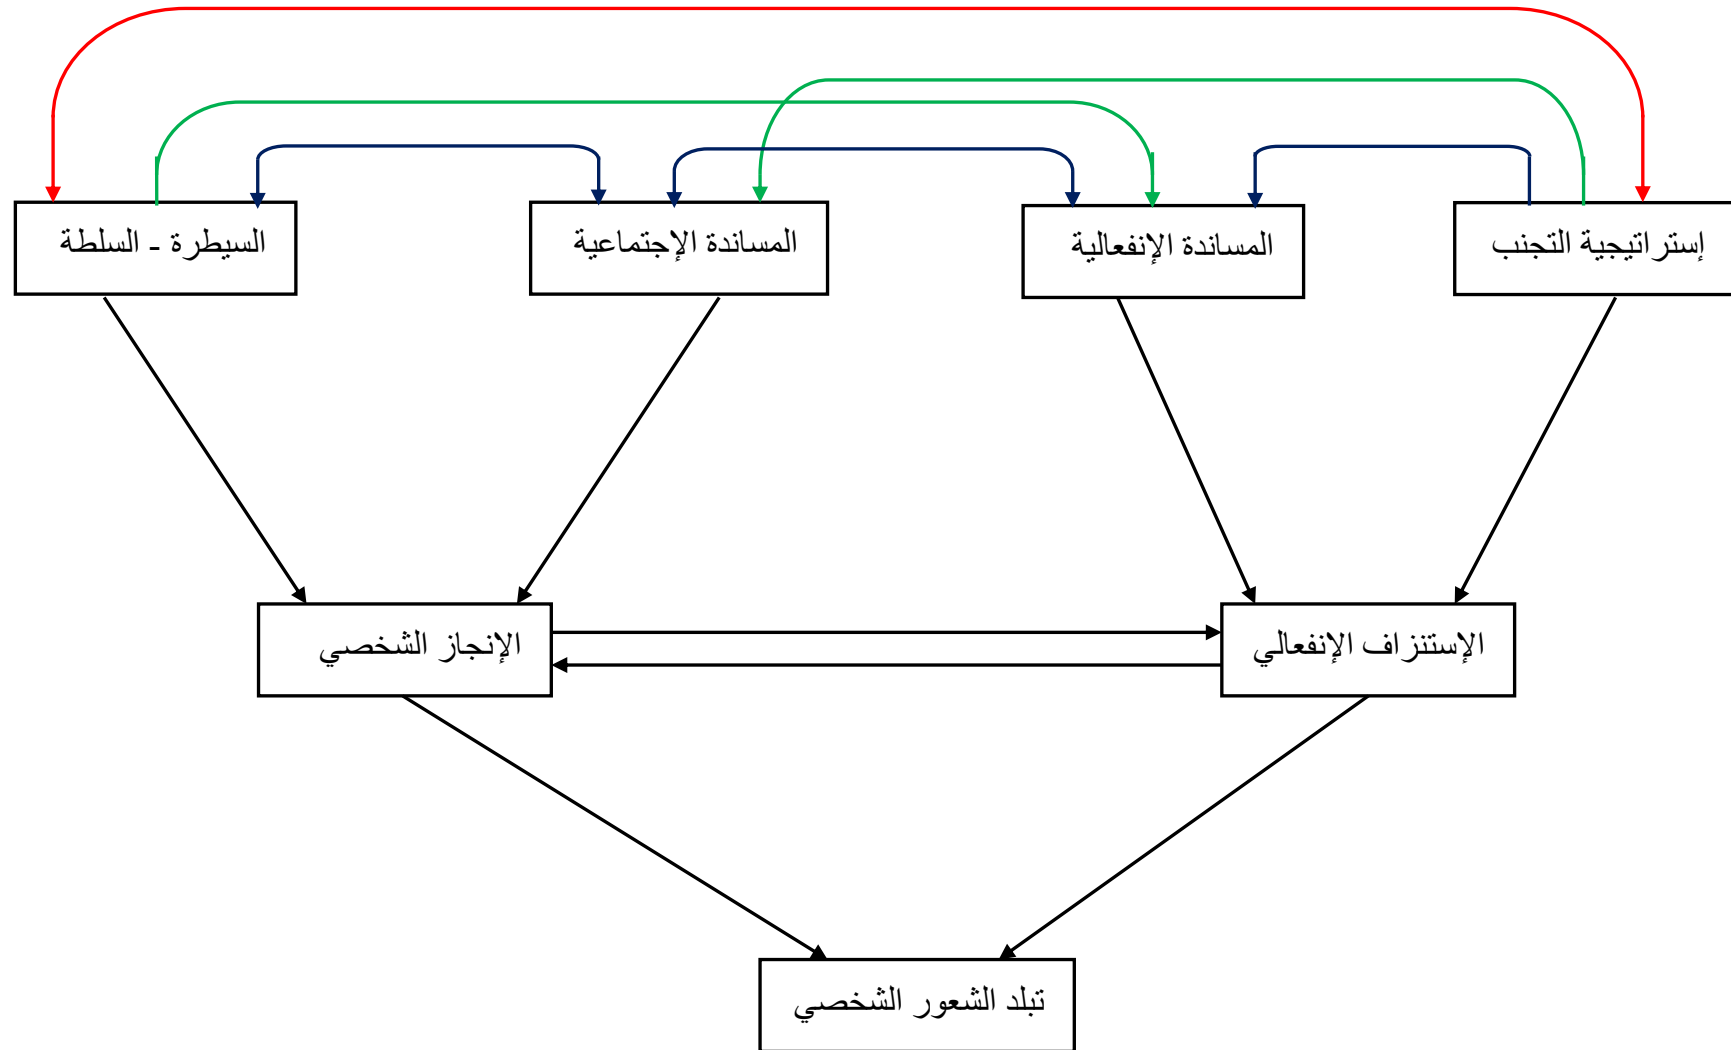 إستراتيجية التجنب
المساندة الإنفعالية
المساندة الإجتماعية
السيطرة - السلطة
الإستنزاف الإنفعالي
الإنجاز الشخصي
تبلد الشعور الشخصي